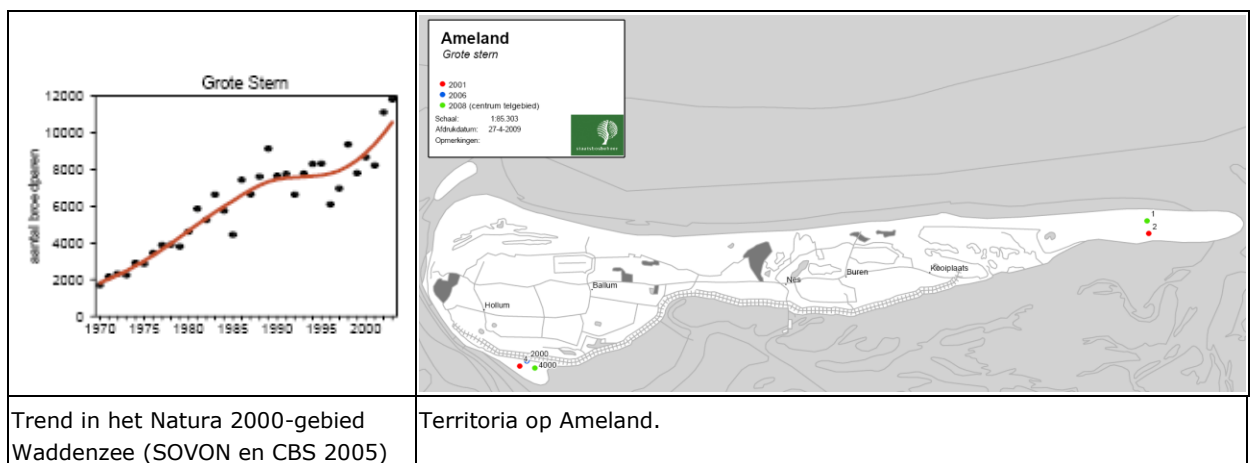 Grote Stern
12000
10000
8000
6000
4000
2000
0
aantal broedparen
1970 1975 1980 1985 1990 1995 2000
Ameland
Grote stern
2001
2006
2008 (centrum telgebied)
Schaal: 1:85.303
Afdrukdatum: 27-4-2009
Opmerkingen:
staatsbosbeheer
1
2
Kooiplaats
Buren
Nes
Ballum
Hollum
2000
4000
Trend in het Natura 2000-gebied
Waddenzee (SOVON en CBS 2005)
Territoria op Ameland.